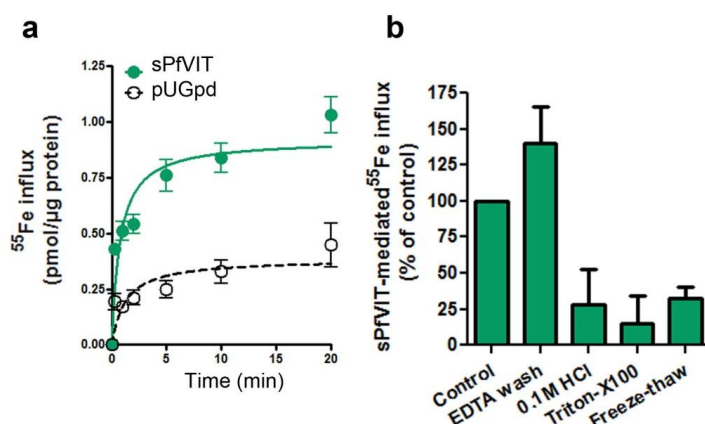 a
sPfVIT
pUGpd
⁵⁵Fe influx
(pmol/µg protein)
1.25
1.00
0.75
0.50
0.25
0.00
0
5
10
15
20
Time (min)
b
sPfVIT-mediated⁵⁵Fe influx
(% of control)
175
150
125
100
75
50
25
0
Control
EDTA wash
0.1M HCl
Triton-X100
Freeze-thaw